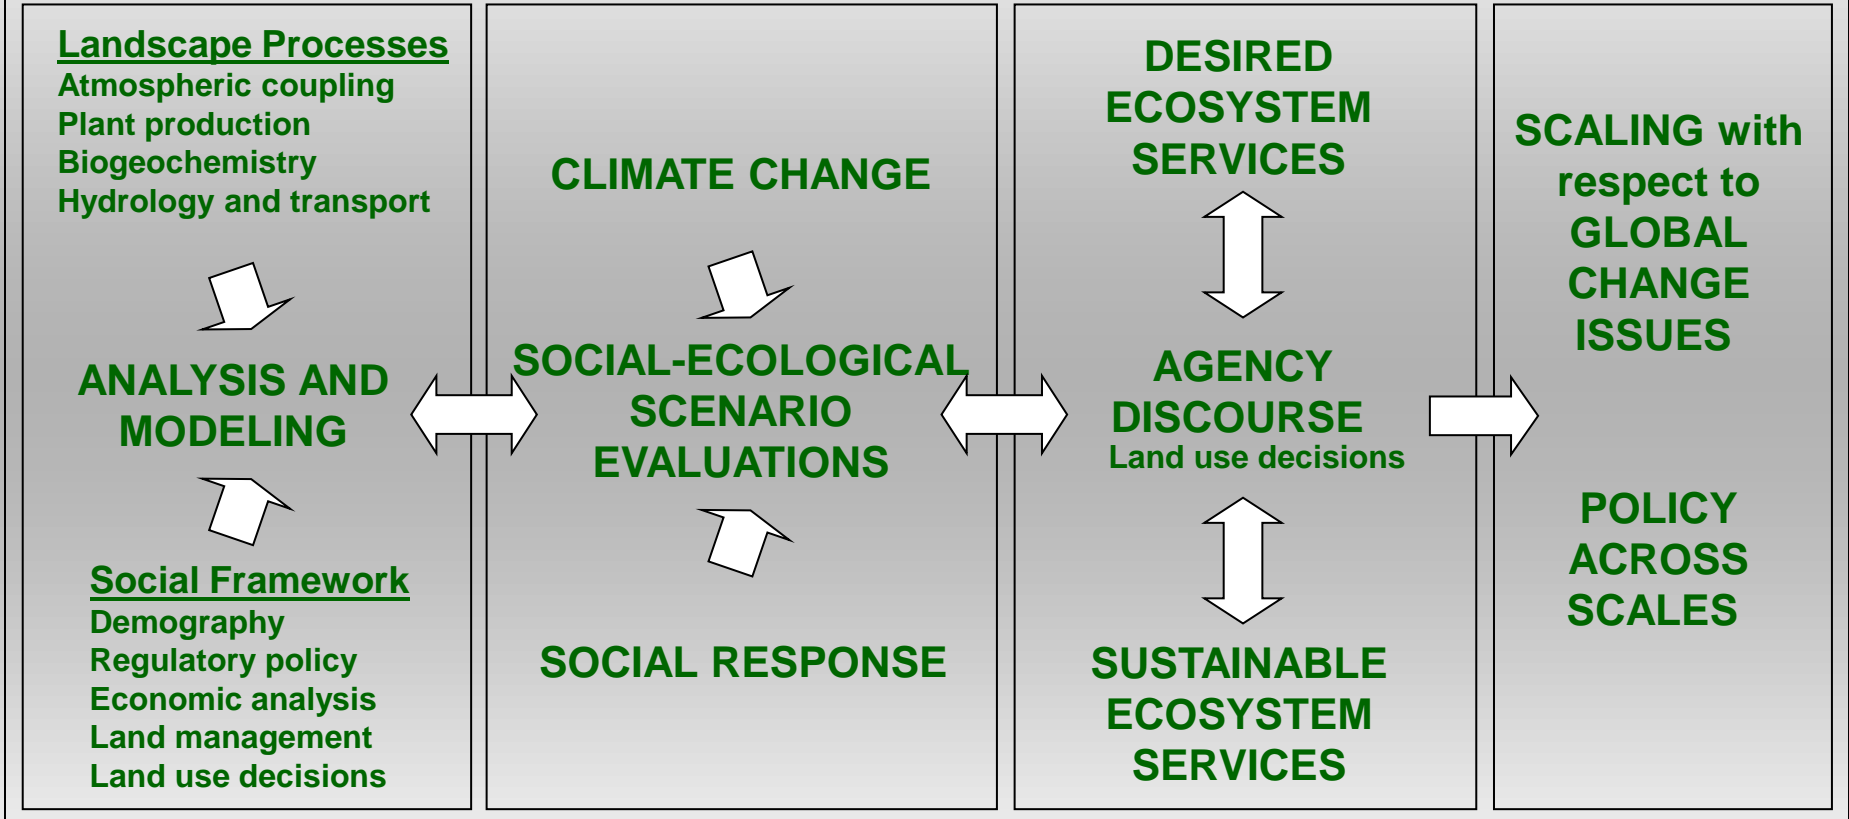 Landscape Processes
Atmospheric coupling
Plant production
Biogeochemistry
Hydrology and transport
ANALYSIS AND
MODELING
Social Framework
Demography
Regulatory policy
Economic analysis
Land management
Land use decisions
CLIMATE CHANGE
SOCIAL-ECOLOGICAL
SCENARIO
EVALUATIONS
SOCIAL RESPONSE
DESIRED
ECOSYSTEM
SERVICES
AGENCY
DISCOURSE
Land use decisions
SUSTAINABLE
ECOSYSTEM
SERVICES
SCALING with
respect to
GLOBAL
CHANGE
ISSUES
POLICY
ACROSS
SCALES